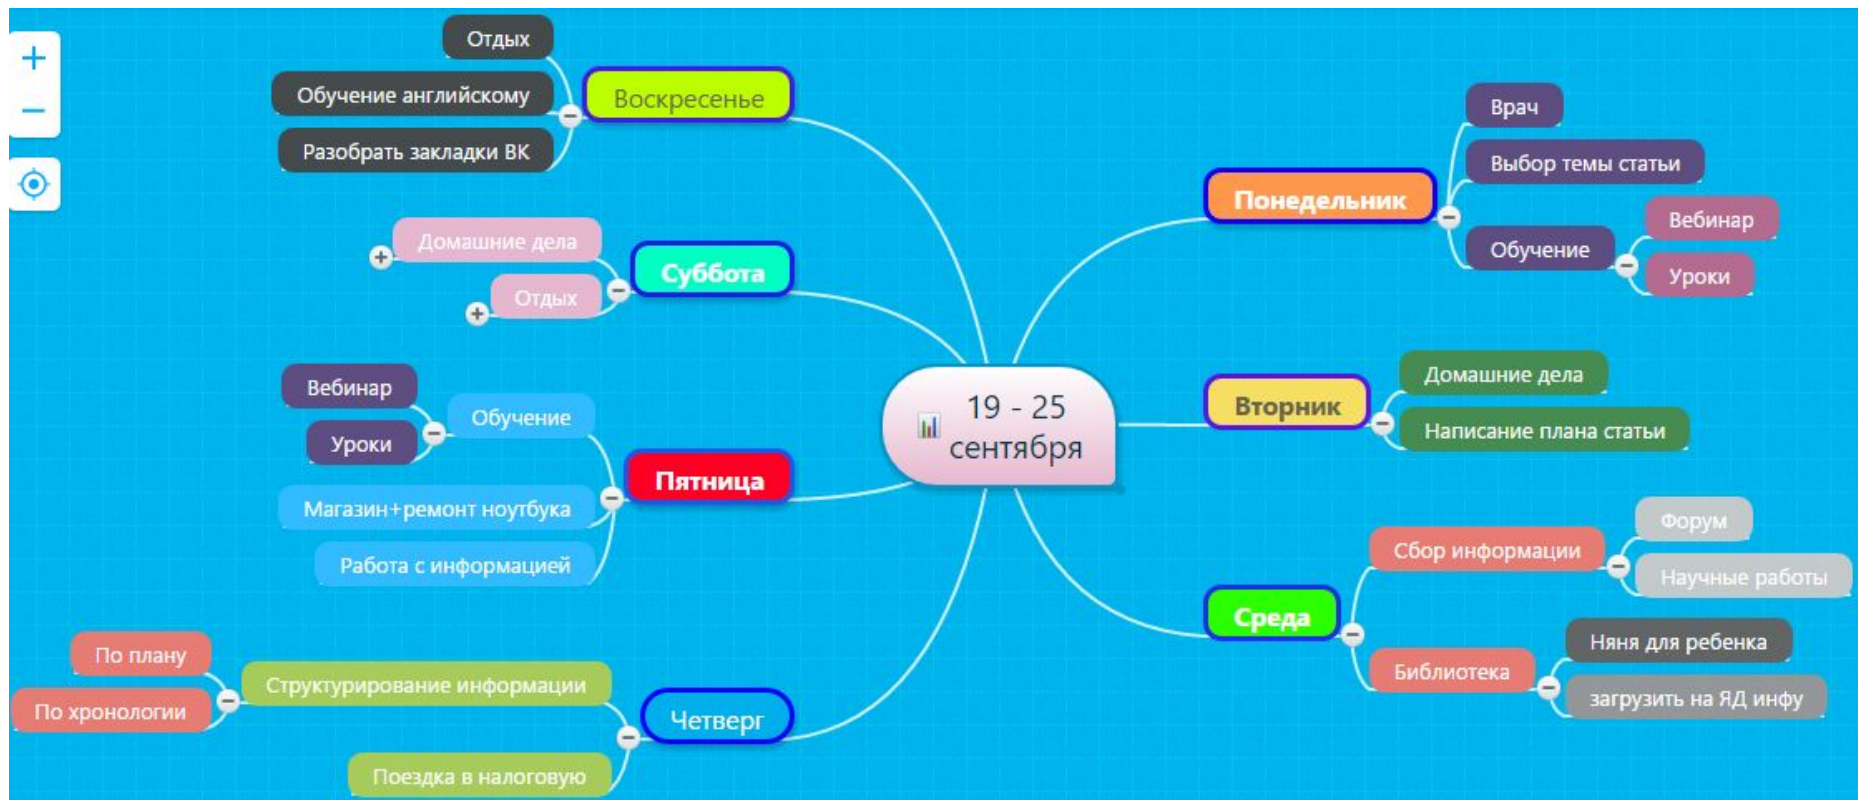 19 - 25
сентября
Понедельник
Врач
Выбор темы статьи
Обучение
Вебинар
Уроки
Вторник
Домашние дела
Написание плана статьи
Среда
Сбор информации
Форум
Научные работы
Библиотека
Няня для ребенка
загрузить на ЯД инфу
Четверг
Структурирование информации
По плану
По хронологии
Поездка в налоговую
Пятница
Обучение
Вебинар
Уроки
Магазин+ремонт ноутбука
Работа с информацией
Суббота
Домашние дела
Отдых
Воскресенье
Отдых
Обучение английскому
Разобрать закладки ВК